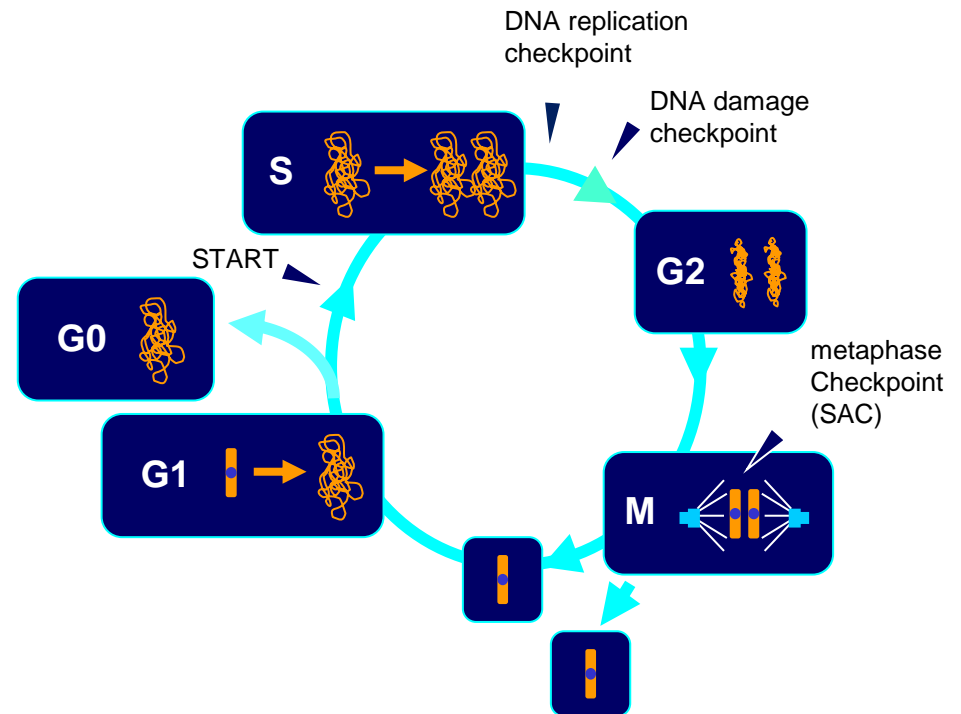 DNA replication
checkpoint
DNA damage
checkpoint
S
G2
START
G0
metaphase
Checkpoint
(SAC)
G1
M